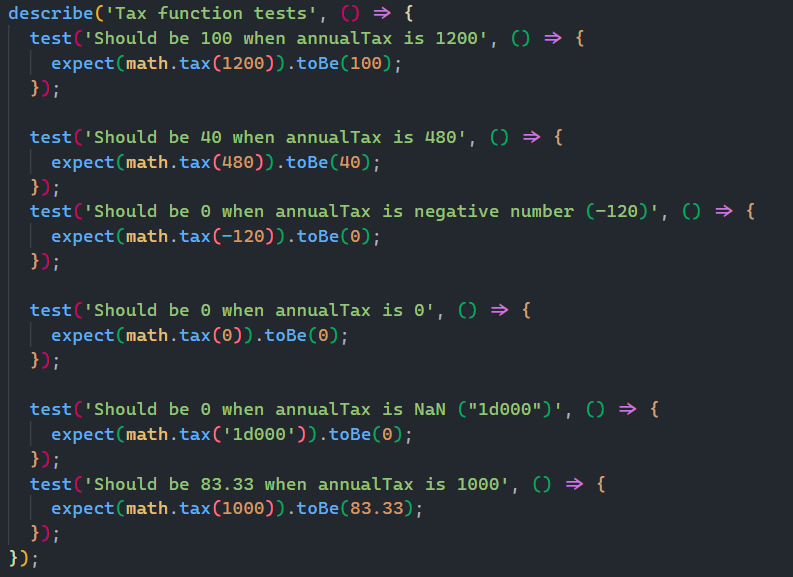 describe('Tax function tests', () => {
  test('Should be 100 when annualTax is 1200', () => {
    expect(math.tax(1200)).toBe(100);
  });

  test('Should be 40 when annualTax is 480', () => {
    expect(math.tax(480)).toBe(40);
  });
  test('Should be 0 when annualTax is negative number (-120)', () => {
    expect(math.tax(-120)).toBe(0);
  });

  test('Should be 0 when annualTax is 0', () => {
    expect(math.tax(0)).toBe(0);
  });

  test('Should be 0 when annualTax is NaN ("1d000")', () => {
    expect(math.tax('1d000')).toBe(0);
  });
  test('Should be 83.33 when annualTax is 1000', () => {
    expect(math.tax(1000)).toBe(83.33);
  });
});